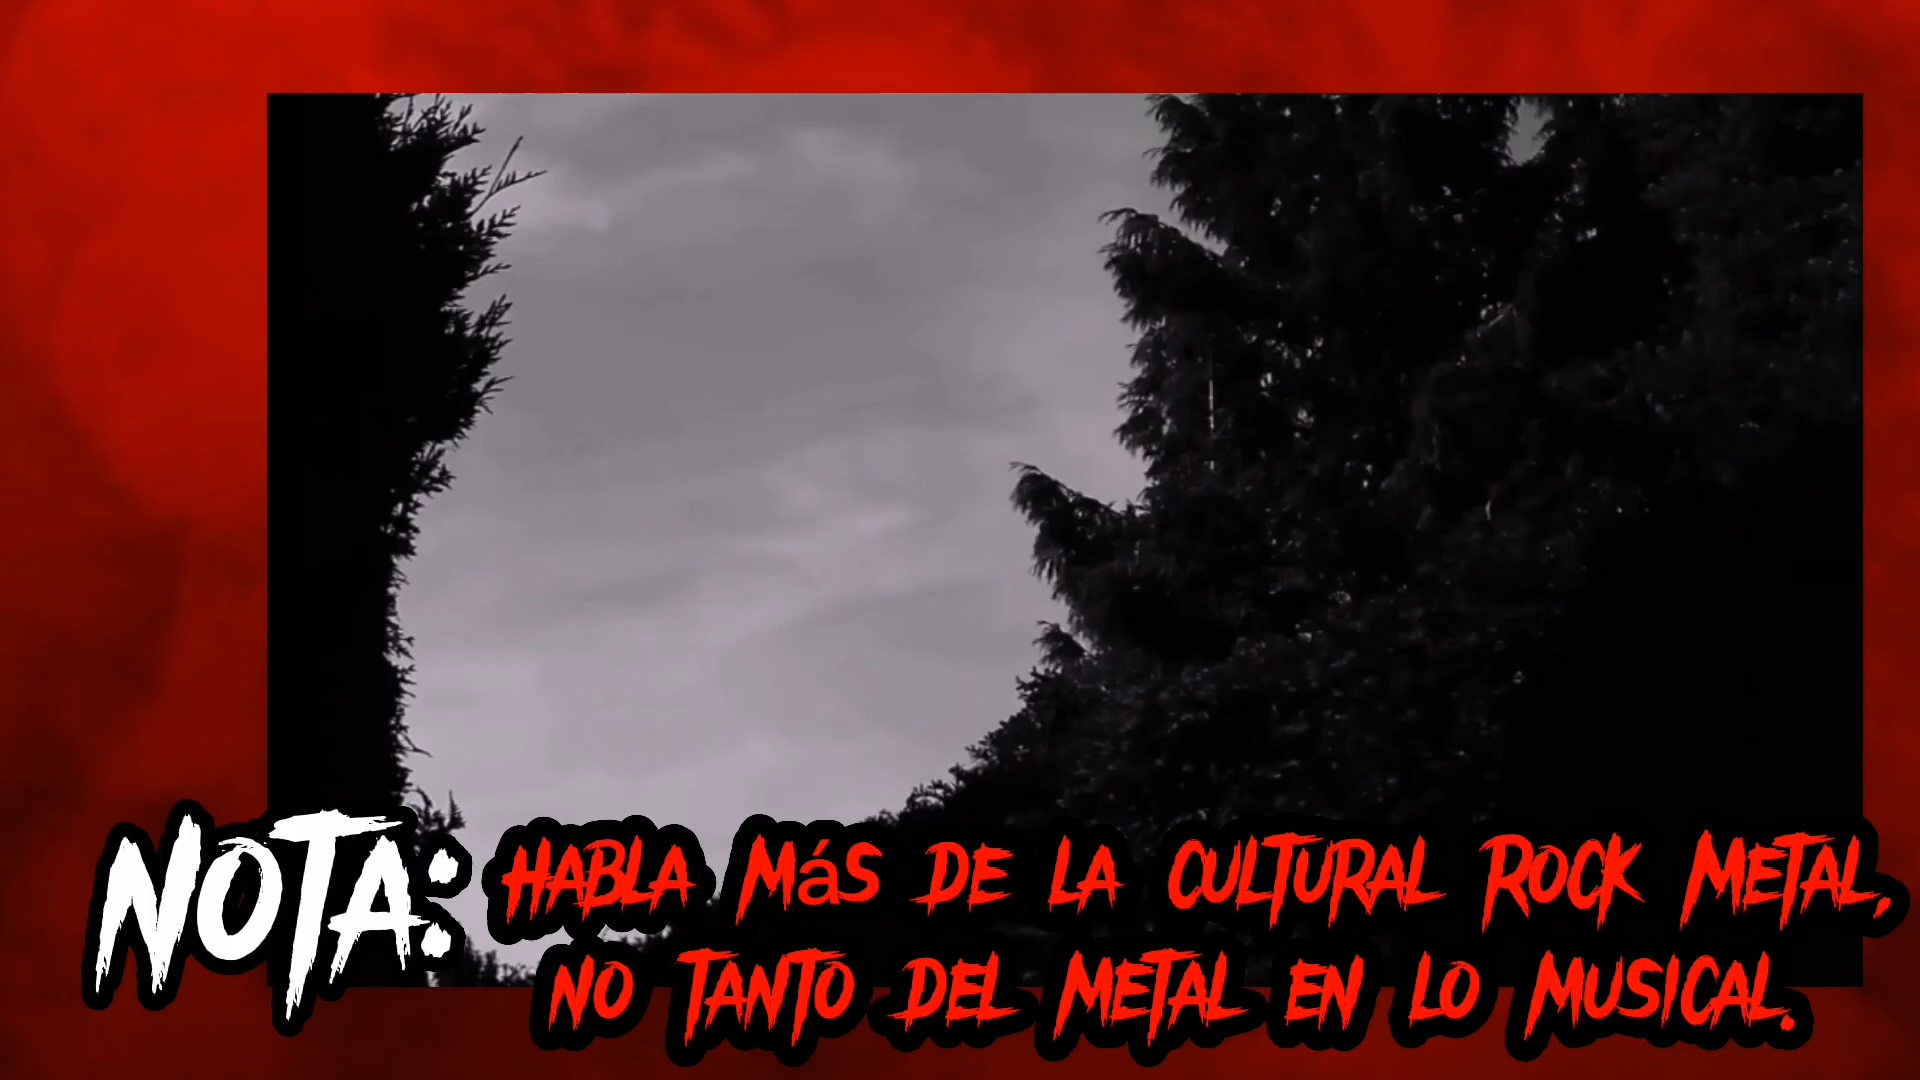 NOTA: HABLA MáS DE LA CULTURAL ROCK METAL,
NO TANTO DEL METAL EN LO MUSICAL.